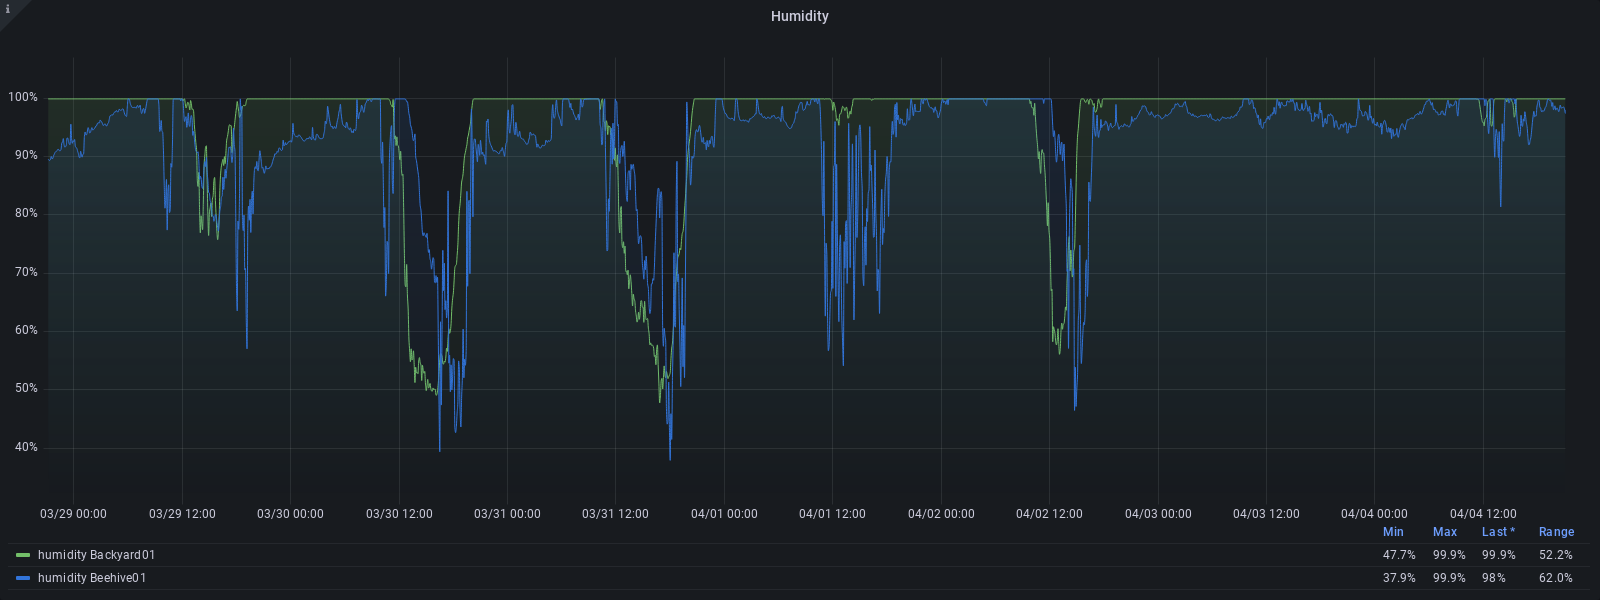 i
Humidity
100%
90%
80%
70%
60%
50%
40%
03/29 00:00 03/29 12:00 03/30 00:00 03/30 12:00 03/31 00:00 03/31 12:00 04/01 00:00 04/01 12:00 04/02 00:00 04/02 12:00 04/03 00:00 04/03 12:00 04/04 00:00 04/04 12:00
Min Max Last * Range
humidity Backyard01 47.7% 99.9% 99.9% 52.2%
humidity Beehive01 37.9% 99.9% 98% 62.0%